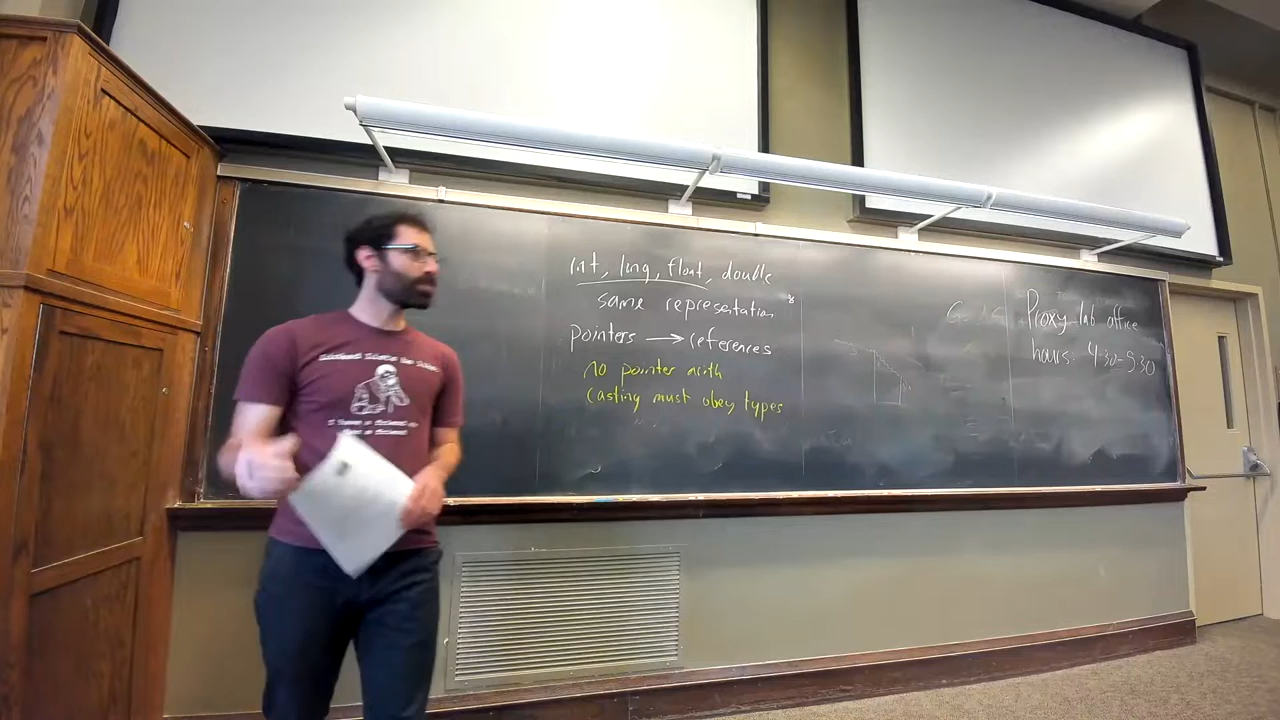 int, long, float, double
same representation *
pointers → references
no pointer arith
Casting must obey types
Proxy lab office
hours: 4:30-5:30